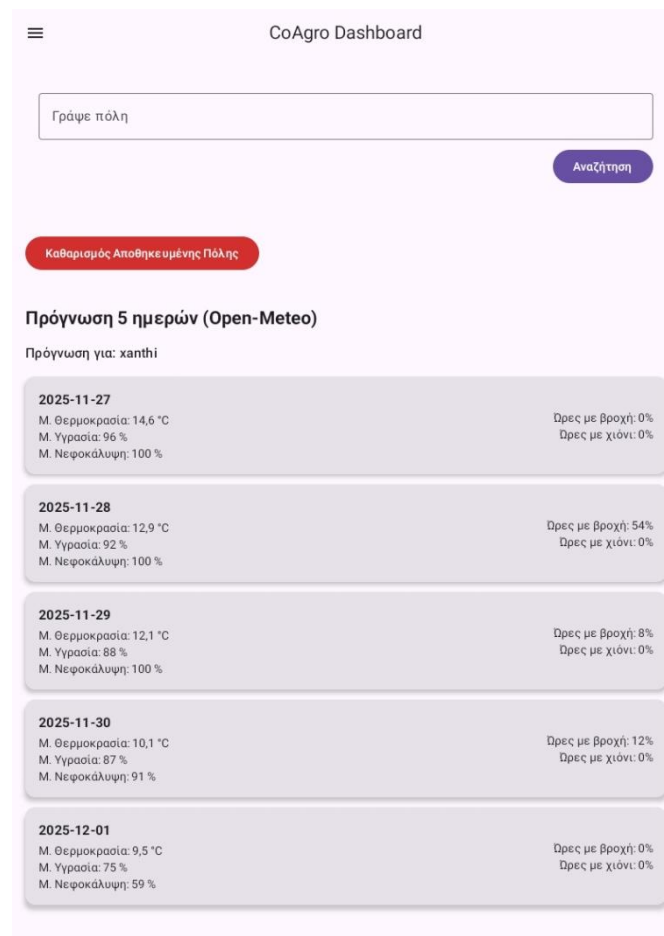 CoAgro Dashboard
Γράψε πόλη
Αναζήτηση
Καθαρισμός Αποθηκευμένης Πόλης
Πρόγνωση 5 ημερών (Open-Meteo)
Πρόγνωση για: xanthi
2025-11-27
Μ. Θερμοκρασία: 14,6 °C
Μ. Υγρασία: 96 %
Μ. Νεφοκάλυψη: 100 %
Ώρες με βροχή: 0%
Ώρες με χιόνι: 0%
2025-11-28
Μ. Θερμοκρασία: 12,9 °C
Μ. Υγρασία: 92 %
Μ. Νεφοκάλυψη: 100 %
Ώρες με βροχή: 54%
Ώρες με χιόνι: 0%
2025-11-29
Μ. Θερμοκρασία: 12,1 °C
Μ. Υγρασία: 88 %
Μ. Νεφοκάλυψη: 100 %
Ώρες με βροχή: 8%
Ώρες με χιόνι: 0%
2025-11-30
Μ. Θερμοκρασία: 10,1 °C
Μ. Υγρασία: 87 %
Μ. Νεφοκάλυψη: 91 %
Ώρες με βροχή: 12%
Ώρες με χιόνι: 0%
2025-12-01
Μ. Θερμοκρασία: 9,5 °C
Μ. Υγρασία: 75 %
Μ. Νεφοκάλυψη: 59 %
Ώρες με βροχή: 0%
Ώρες με χιόνι: 0%